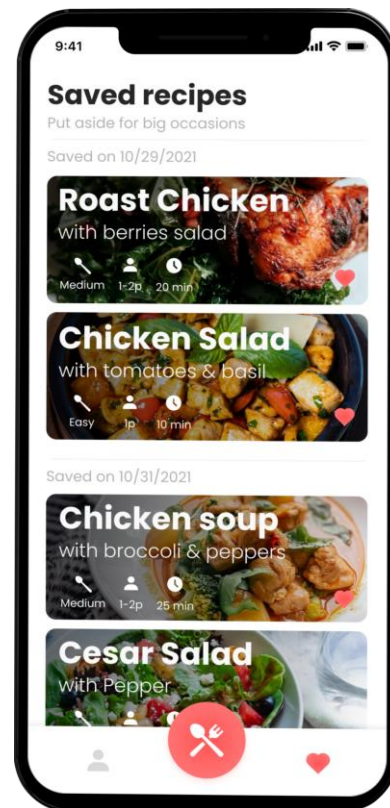 9:41
Saved recipes
Put aside for big occasions
Saved on 10/29/2021
Roast Chicken
with berries salad
Medium 1-2p 20 min
Chicken Salad
with tomatoes & basil
Easy 1p 10 min
Saved on 10/31/2021
Chicken soup
with broccoli & peppers
Medium 1-2p 25 min
Cesar Salad
with Pepper